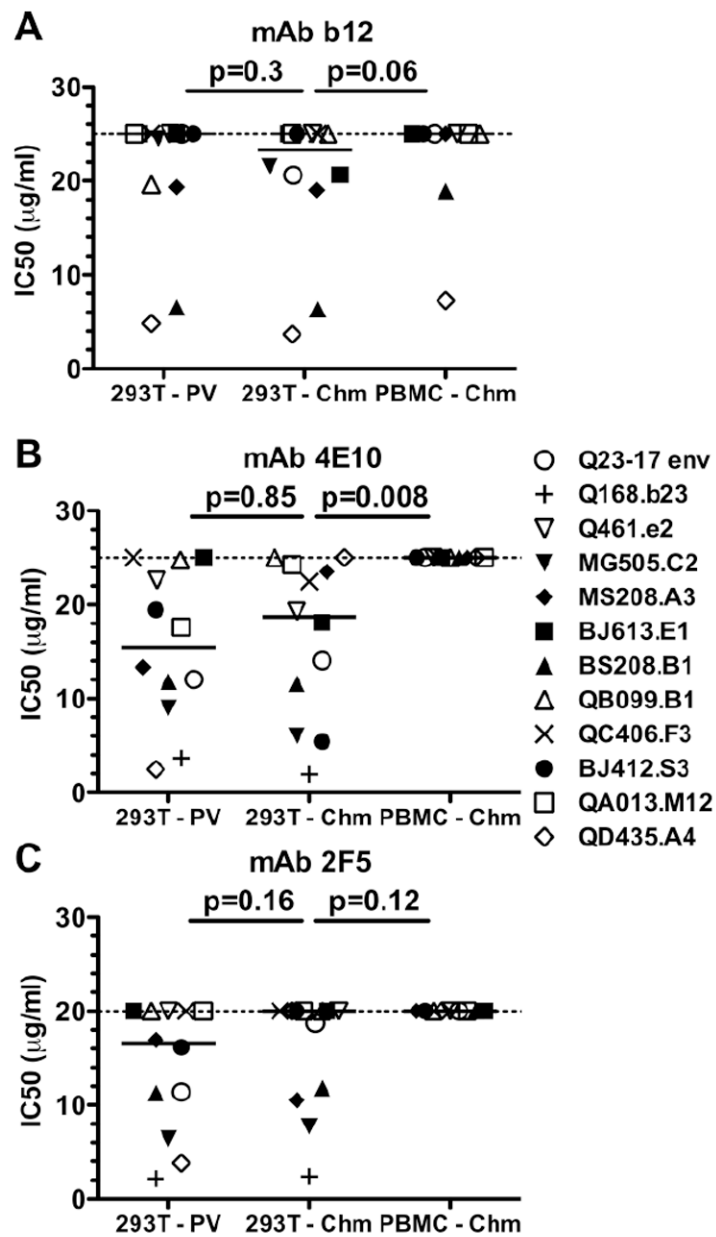 A
mAb b12
p=0.3 p=0.06
30
20
10
0
IC50 (μg/ml)
293T - PV 293T - Chm PBMC - Chm
B
mAb 4E10
p=0.85 p=0.008
30
20
10
0
IC50 (μg/ml)
293T - PV 293T - Chm PBMC - Chm
Q23-17 env
Q168.b23
Q461.e2
MG505.C2
MS208.A3
BJ613.E1
BS208.B1
QB099.B1
QC406.F3
BJ412.S3
QA013.M12
QD435.A4
C
mAb 2F5
p=0.16 p=0.12
30
20
10
0
IC50 (μg/ml)
293T - PV 293T - Chm PBMC - Chm